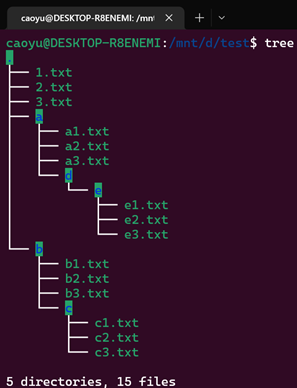 caoyu@DESKTOP-R8ENEMI: /mn
caoyu@DESKTOP-R8ENEMI:/mnt/d/test$ tree
.
├── 1.txt
├── 2.txt
├── 3.txt
├── a
│   ├── a1.txt
│   ├── a2.txt
│   ├── a3.txt
│   └── d
│       └── e
│           ├── e1.txt
│           ├── e2.txt
│           └── e3.txt
└── b
    ├── b1.txt
    ├── b2.txt
    ├── b3.txt
    └── c
        ├── c1.txt
        ├── c2.txt
        └── c3.txt
5 directories, 15 files